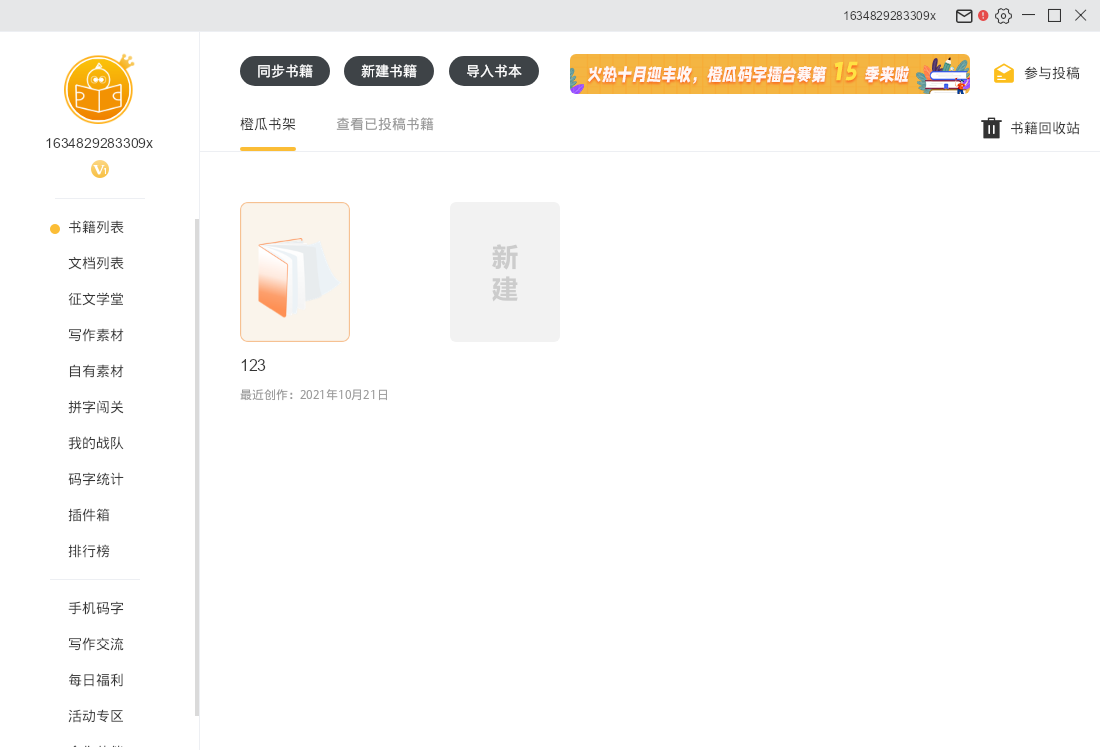 1634829283309x
1634829283309x
V1
书籍列表
文档列表
征文学堂
写作素材
自有素材
拼字闯关
我的战队
码字统计
插件箱
排行榜
手机码字
写作交流
每日福利
活动专区
同步书籍 新建书籍 导入书本
火热十月迎丰收，橙瓜码字擂台赛第 15 季来啦
参与投稿
橙瓜书架 查看已投稿书籍
书籍回收站
新
建
123
最近创作：2021年10月21日